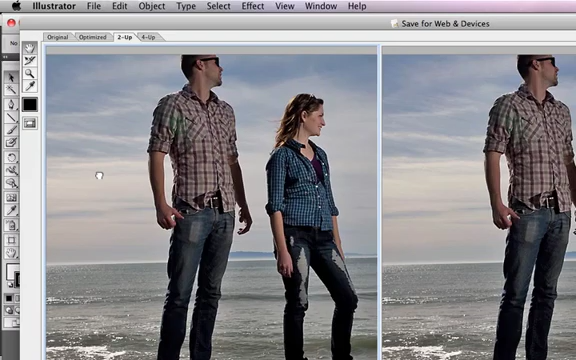 Illustrator File Edit Object Type Select Effect View Window Help
Save for Web & Devices
No
Original Optimized 2-Up 4-Up